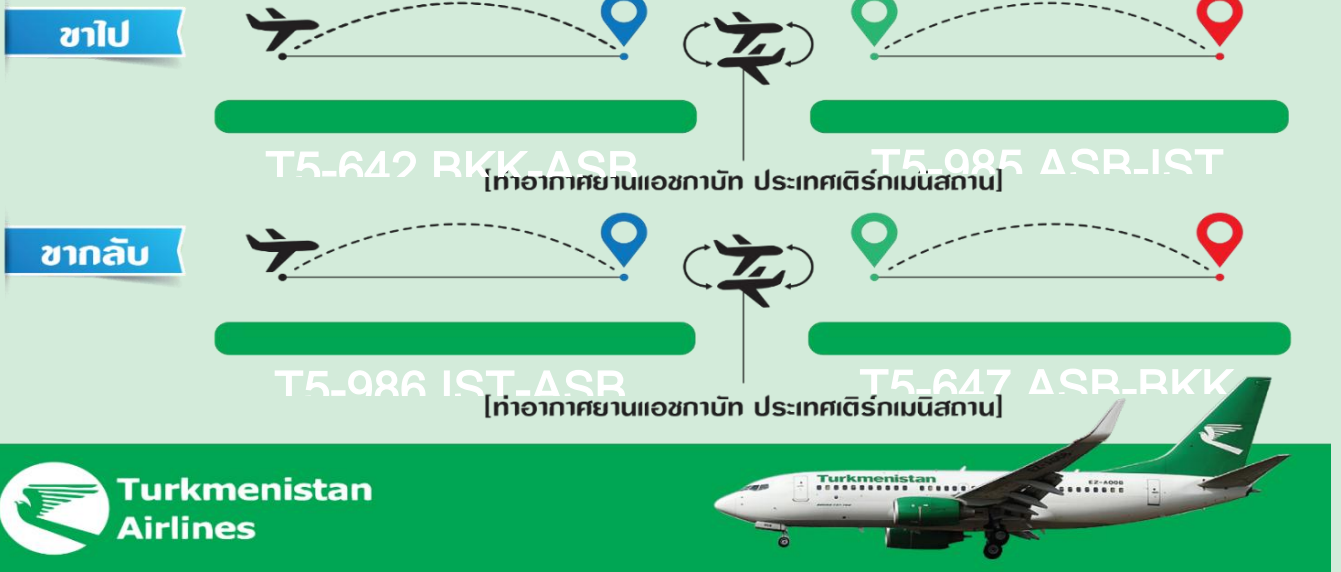 ขาไป
T5-642 BKK-ASB
T5-985 ASB-IST
[ท่าอากาศยานแอชกาบัท ประเทศเติร์กเมนิสถาน]
ขากลับ
T5-986 IST-ASB
T5-647 ASB-BKK
[ท่าอากาศยานแอชกาบัท ประเทศเติร์กเมนิสถาน]
Turkmenistan
Airlines
Turkmenistan
EZ-A008